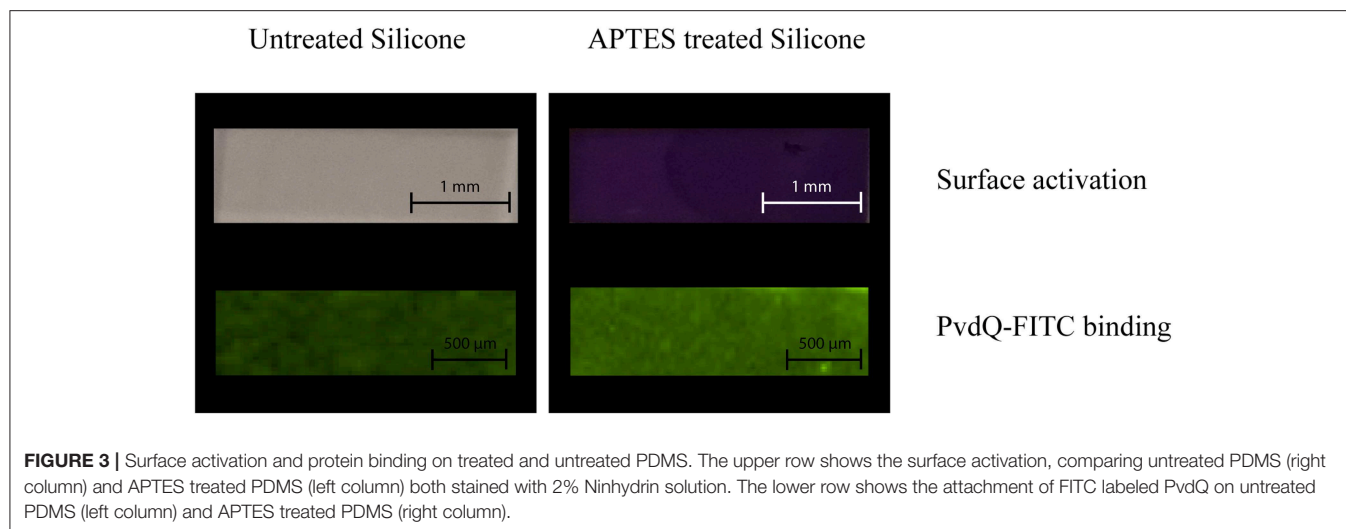 Untreated Silicone
APTES treated Silicone
1 mm
1 mm
Surface activation
500 µm
500 µm
PvdQ-FITC binding
FIGURE 3 | Surface activation and protein binding on treated and untreated PDMS. The upper row shows the surface activation, comparing untreated PDMS (right
column) and APTES treated PDMS (left column) both stained with 2% Ninhydrin solution. The lower row shows the attachment of FITC labeled PvdQ on untreated
PDMS (left column) and APTES treated PDMS (right column).